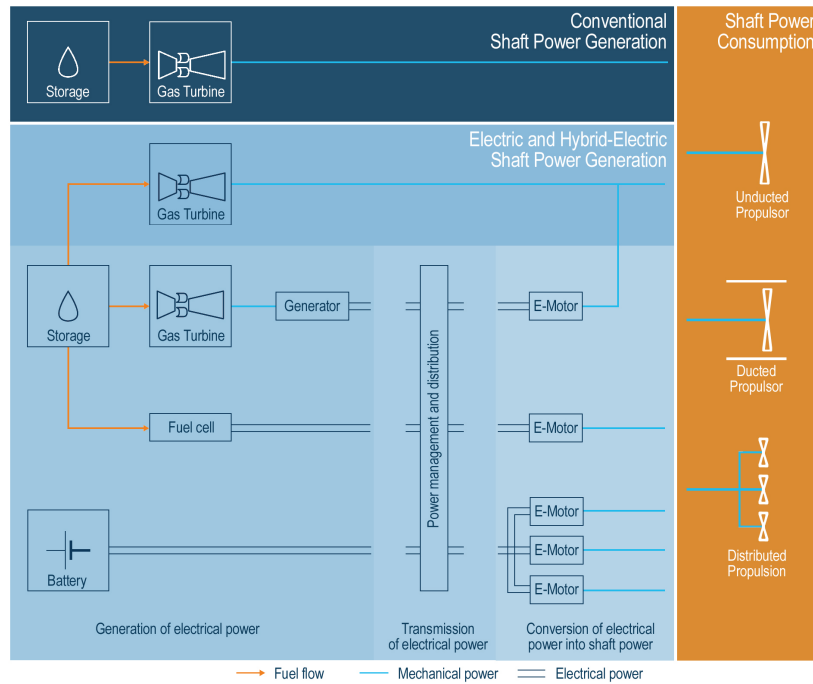 Conventional
Shaft Power Generation
Shaft Power
Consumption
Storage
Gas Turbine
Electric and Hybrid-Electric
Shaft Power Generation
Gas Turbine
Unducted
Propulsor
Storage
Gas Turbine
Generator
E-Motor
Power management and distribution
Ducted
Propulsor
Fuel cell
E-Motor
E-Motor
E-Motor
E-Motor
Battery
Distributed
Propulsion
Generation of electrical power
Transmission
of electrical power
Conversion of electrical
power into shaft power
Fuel flow
Mechanical power
Electrical power